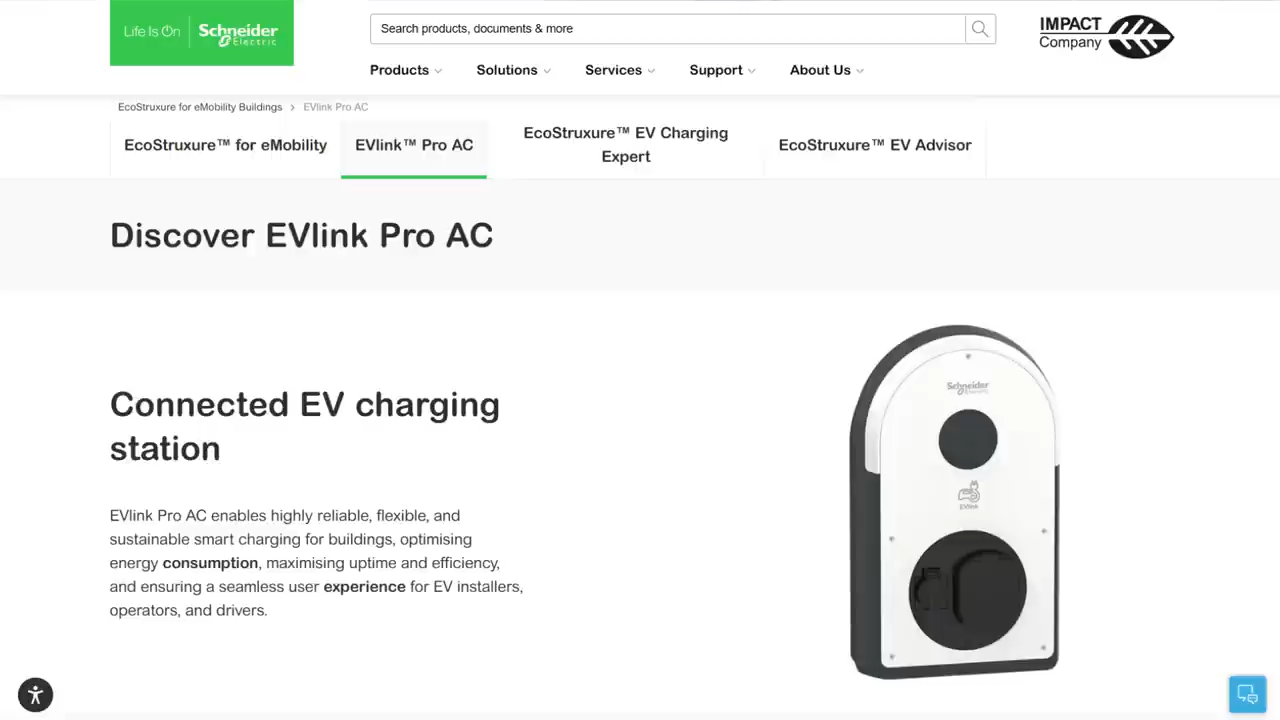 Life Is On
Schneider
Electric
Search products, documents & more
IMPACT
Company
Products
Solutions
Services
Support
About Us
EcoStruxure for eMobility Buildings
EVlink Pro AC
EcoStruxure™ for eMobility
EVlink™ Pro AC
EcoStruxure™ EV Charging
Expert
EcoStruxure™ EV Advisor
Discover EVlink Pro AC
Connected EV charging
station
EVlink Pro AC enables highly reliable, flexible, and
sustainable smart charging for buildings, optimising
energy consumption, maximising uptime and efficiency,
and ensuring a seamless user experience for EV installers,
operators, and drivers.
Schneider
Electric
EVlink